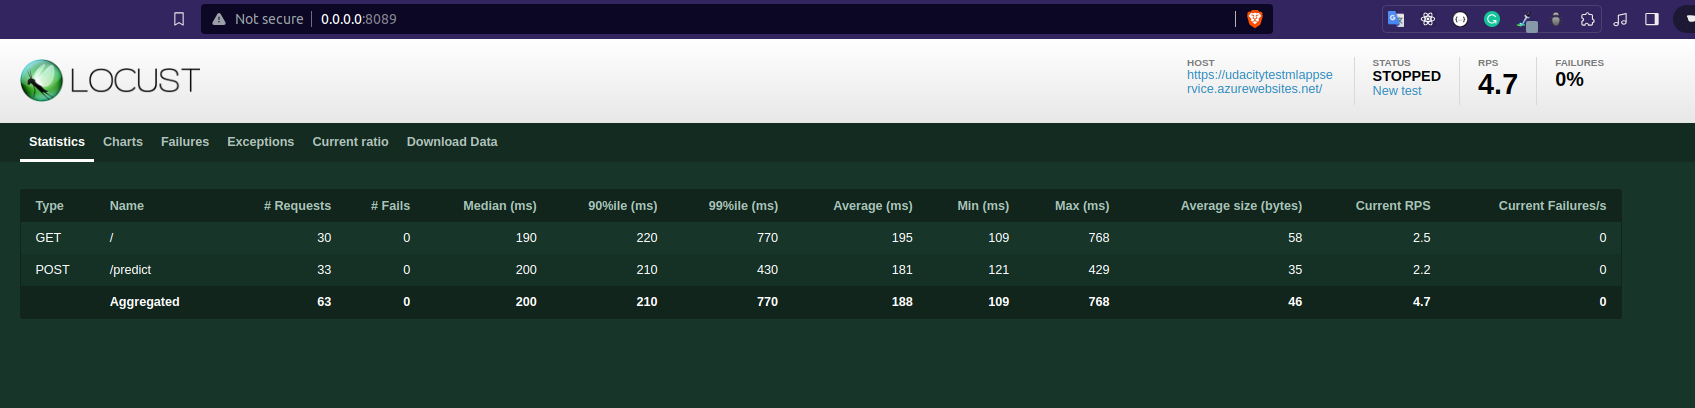 Not secure 0.0.0.0:8089
LOCUST
HOST
https://udacitytestmlappse
rvice.azurewebsites.net/
STATUS
STOPPED
New test
RPS
4.7
FAILURES
0%
Statistics Charts Failures Exceptions Current ratio Download Data
Type Name # Requests # Fails Median (ms) 90%ile (ms) 99%ile (ms) Average (ms) Min (ms) Max (ms) Average size (bytes) Current RPS Current Failures/s
GET / 30 0 190 220 770 195 109 768 58 2.5 0
POST /predict 33 0 200 210 430 181 121 429 35 2.2 0
Aggregated 63 0 200 210 770 188 109 768 46 4.7 0